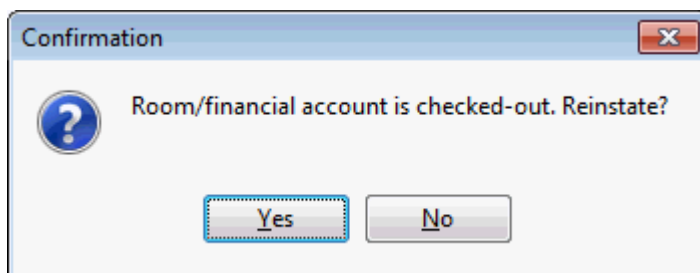 Confirmation
Room/financial account is checked-out. Reinstate?
Yes No